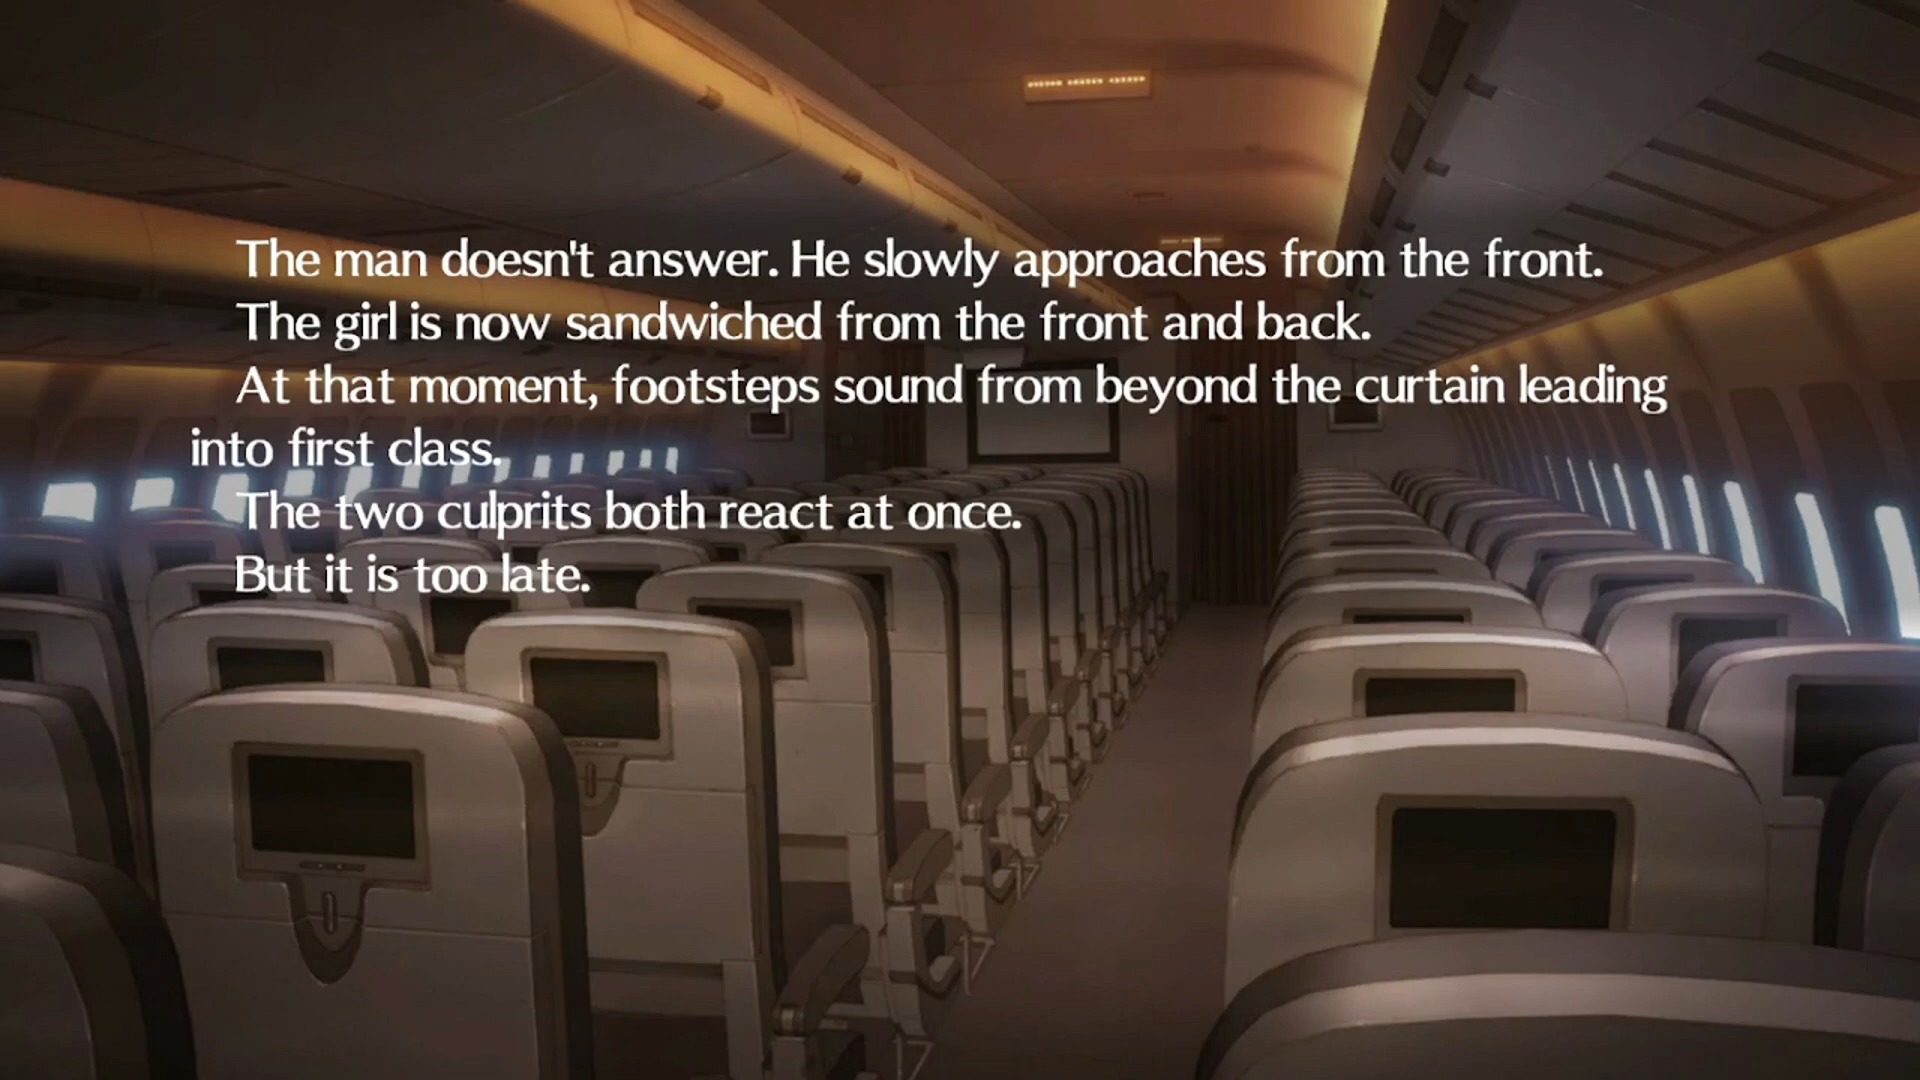 The man doesn't answer. He slowly approaches from the front.
The girl is now sandwiched from the front and back.
At that moment, footsteps sound from beyond the curtain leading
into first class.
The two culprits both react at once.
But it is too late.